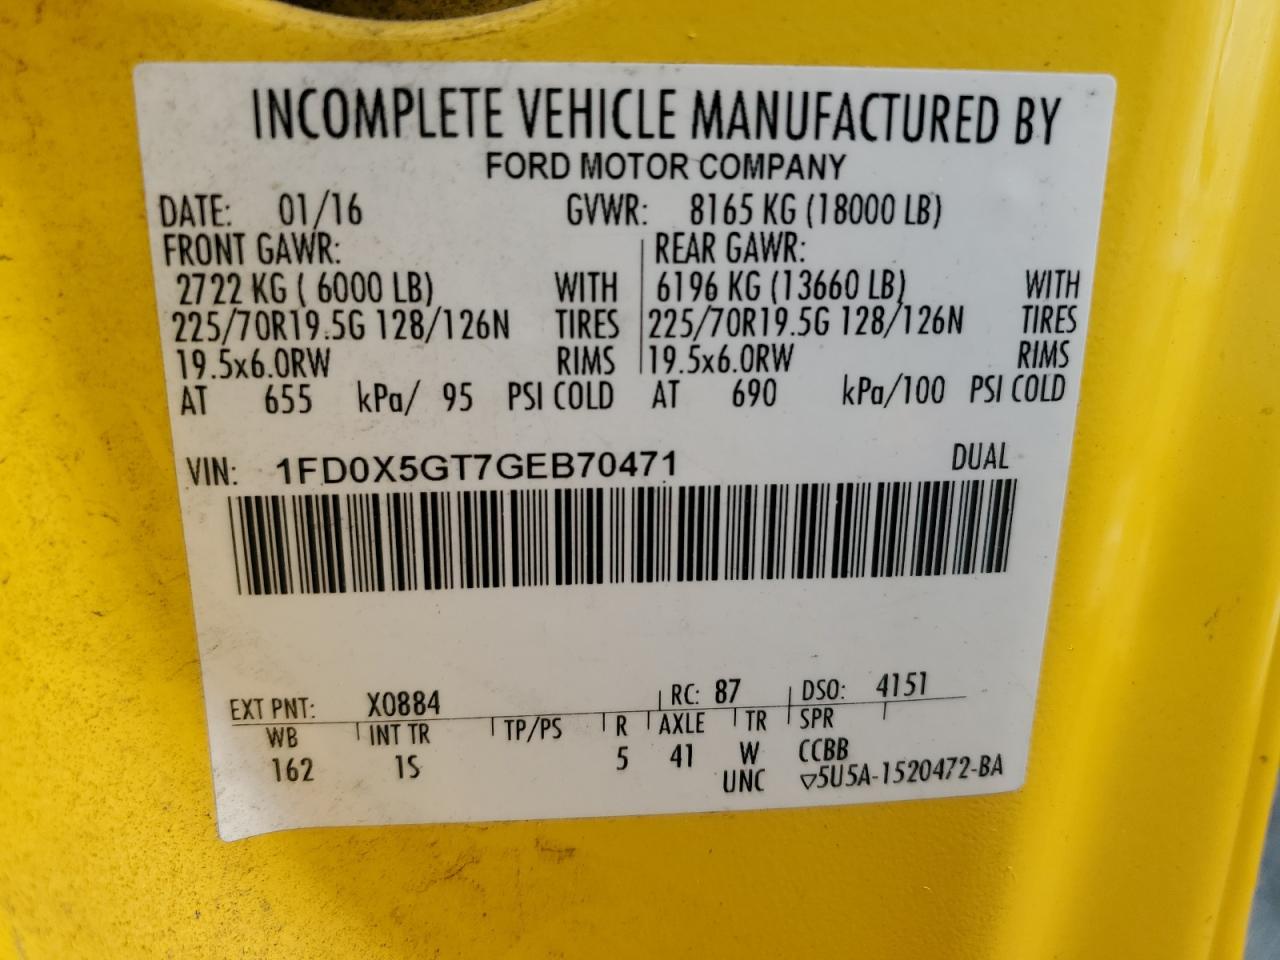 INCOMPLETE VEHICLE MANUFACTURED BY
FORD MOTOR COMPANY
DATE: 01/16 GVWR: 8165 KG (18000 LB)
FRONT GAWR: REAR GAWR:
2722 KG ( 6000 LB) WITH 6196 KG (13660 LB) WITH
225/70R19.5G 128/126N TIRES 225/70R19.5G 128/126N TIRES
19.5x6.0RW RIMS 19.5x6.0RW RIMS
AT 655 kPa/ 95 PSI COLD AT 690 kPa/100 PSI COLD
VIN: 1FD0X5GT7GEB70471 DUAL
EXT PNT: X0884 RC: 87 DSO: 4151
WB INT TR TP/PS R AXLE TR SPR
162 1S 5 41 W CCBB
UNC ▽5U5A-1520472-BA